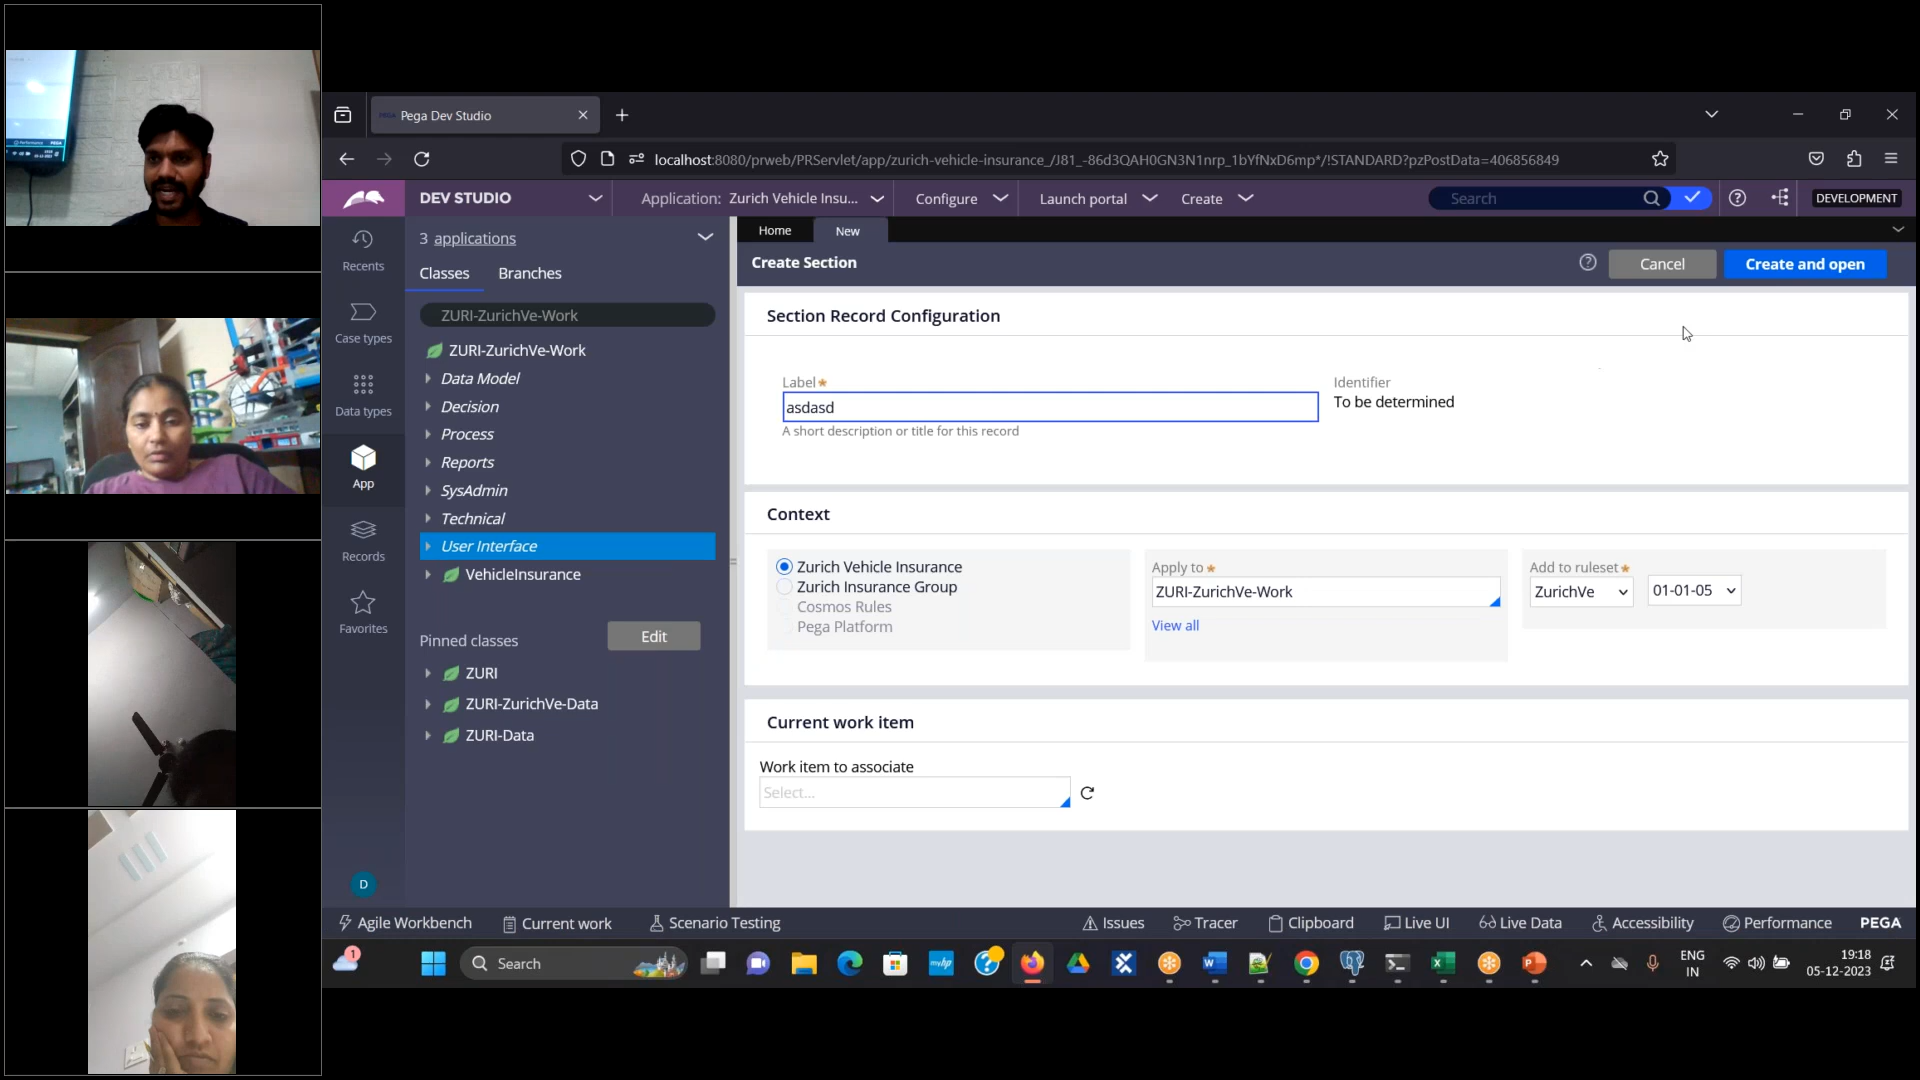 Pega Dev Studio
localhost:8080/prweb/PRServlet/app/zurich-vehicle-insurance_/J81_-86d3QAH0GN3N1nrp_1bYfNxD6mp*/!STANDARD?pzPostData=406856849
DEV STUDIO
Application: Zurich Vehicle Insu...
Configure
Launch portal
Create
Search
DEVELOPMENT
Recents
Case types
Data types
App
Records
Favorites
D
3 applications
Classes Branches
ZURI-ZurichVe-Work
ZURI-ZurichVe-Work
Data Model
Decision
Process
Reports
SysAdmin
Technical
User Interface
VehicleInsurance
Pinned classes
Edit
ZURI
ZURI-ZurichVe-Data
ZURI-Data
Home New
Create Section
Cancel
Create and open
Section Record Configuration
Label*
asdasd
A short description or title for this record
Identifier
To be determined
Context
Zurich Vehicle Insurance
Zurich Insurance Group
Cosmos Rules
Pega Platform
Apply to *
ZURI-ZurichVe-Work
View all
Add to ruleset*
ZurichVe
01-01-05
Current work item
Work item to associate
Select...
Agile Workbench
Current work
Scenario Testing
Issues
Tracer
Clipboard
Live UI
Live Data
Accessibility
Performance
PEGA
1
Search
ENG
IN
19:18
05-12-2023